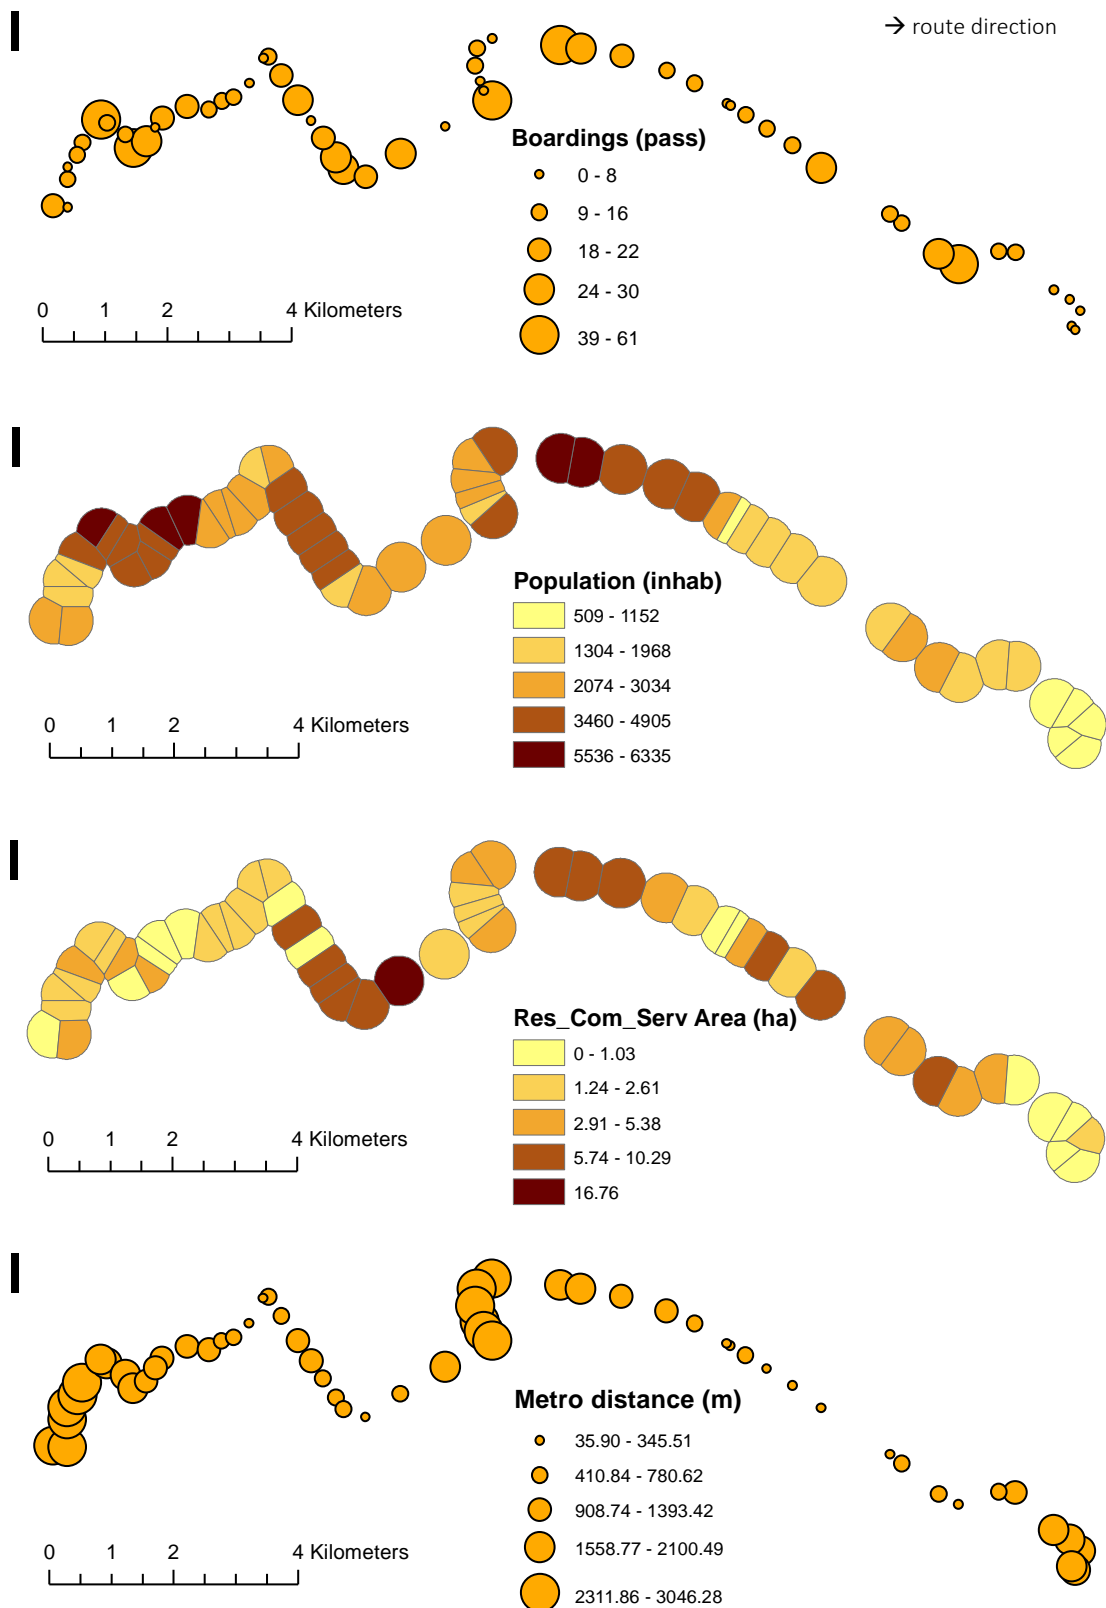 → route direction
Boardings (pass)
0 - 8
9 - 16
18 - 22
24 - 30
39 - 61
0 1 2 4 Kilometers
Population (inhab)
509 - 1152
1304 - 1968
2074 - 3034
3460 - 4905
5536 - 6335
0 1 2 4 Kilometers
Res_Com_Serv Area (ha)
0 - 1.03
1.24 - 2.61
2.91 - 5.38
5.74 - 10.29
16.76
0 1 2 4 Kilometers
Metro distance (m)
35.90 - 345.51
410.84 - 780.62
908.74 - 1393.42
1558.77 - 2100.49
2311.86 - 3046.28
0 1 2 4 Kilometers